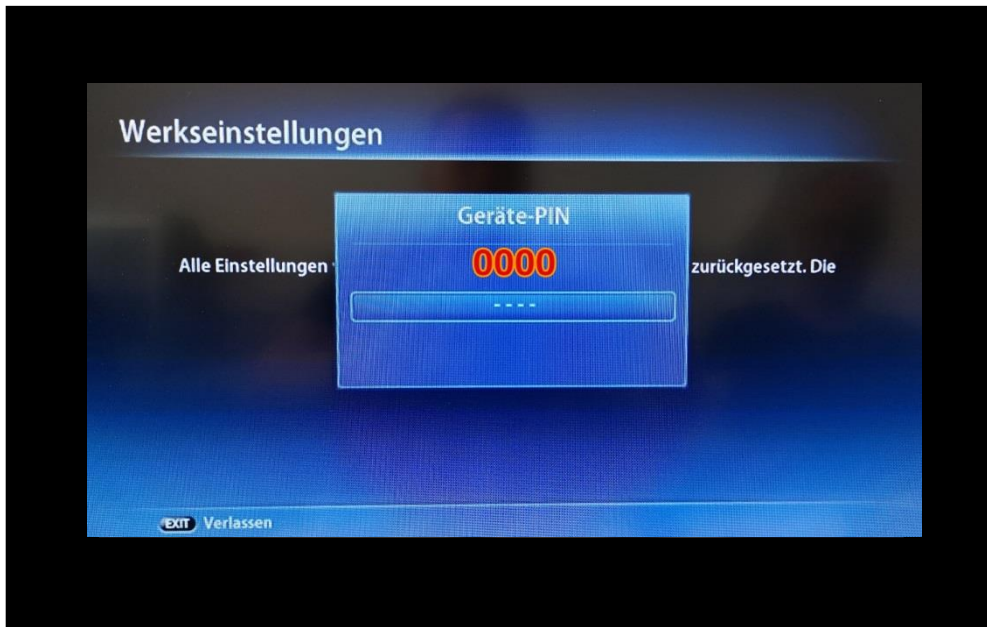 Werkseinstellungen
Geräte-PIN
0000
Alle Einstellungen zurückgesetzt. Die
- - - -
EXIT Verlassen